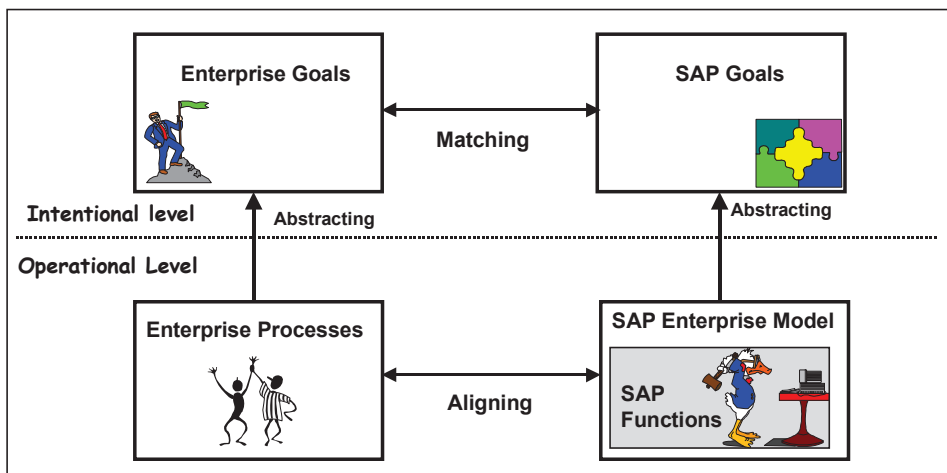 Enterprise Goals
SAP Goals
Matching
Intentional level
Abstracting
Abstracting
Operational Level
Enterprise Processes
SAP Enterprise Model
Aligning
SAP
Functions